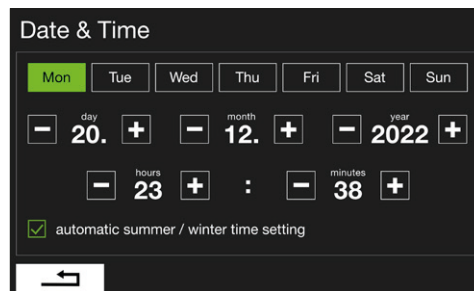 Date & Time
Mon Tue Wed Thu Fri Sat Sun
day month year
− 20. + − 12. + − 2022 +
hours minutes
− 23 + : − 38 +
automatic summer / winter time setting